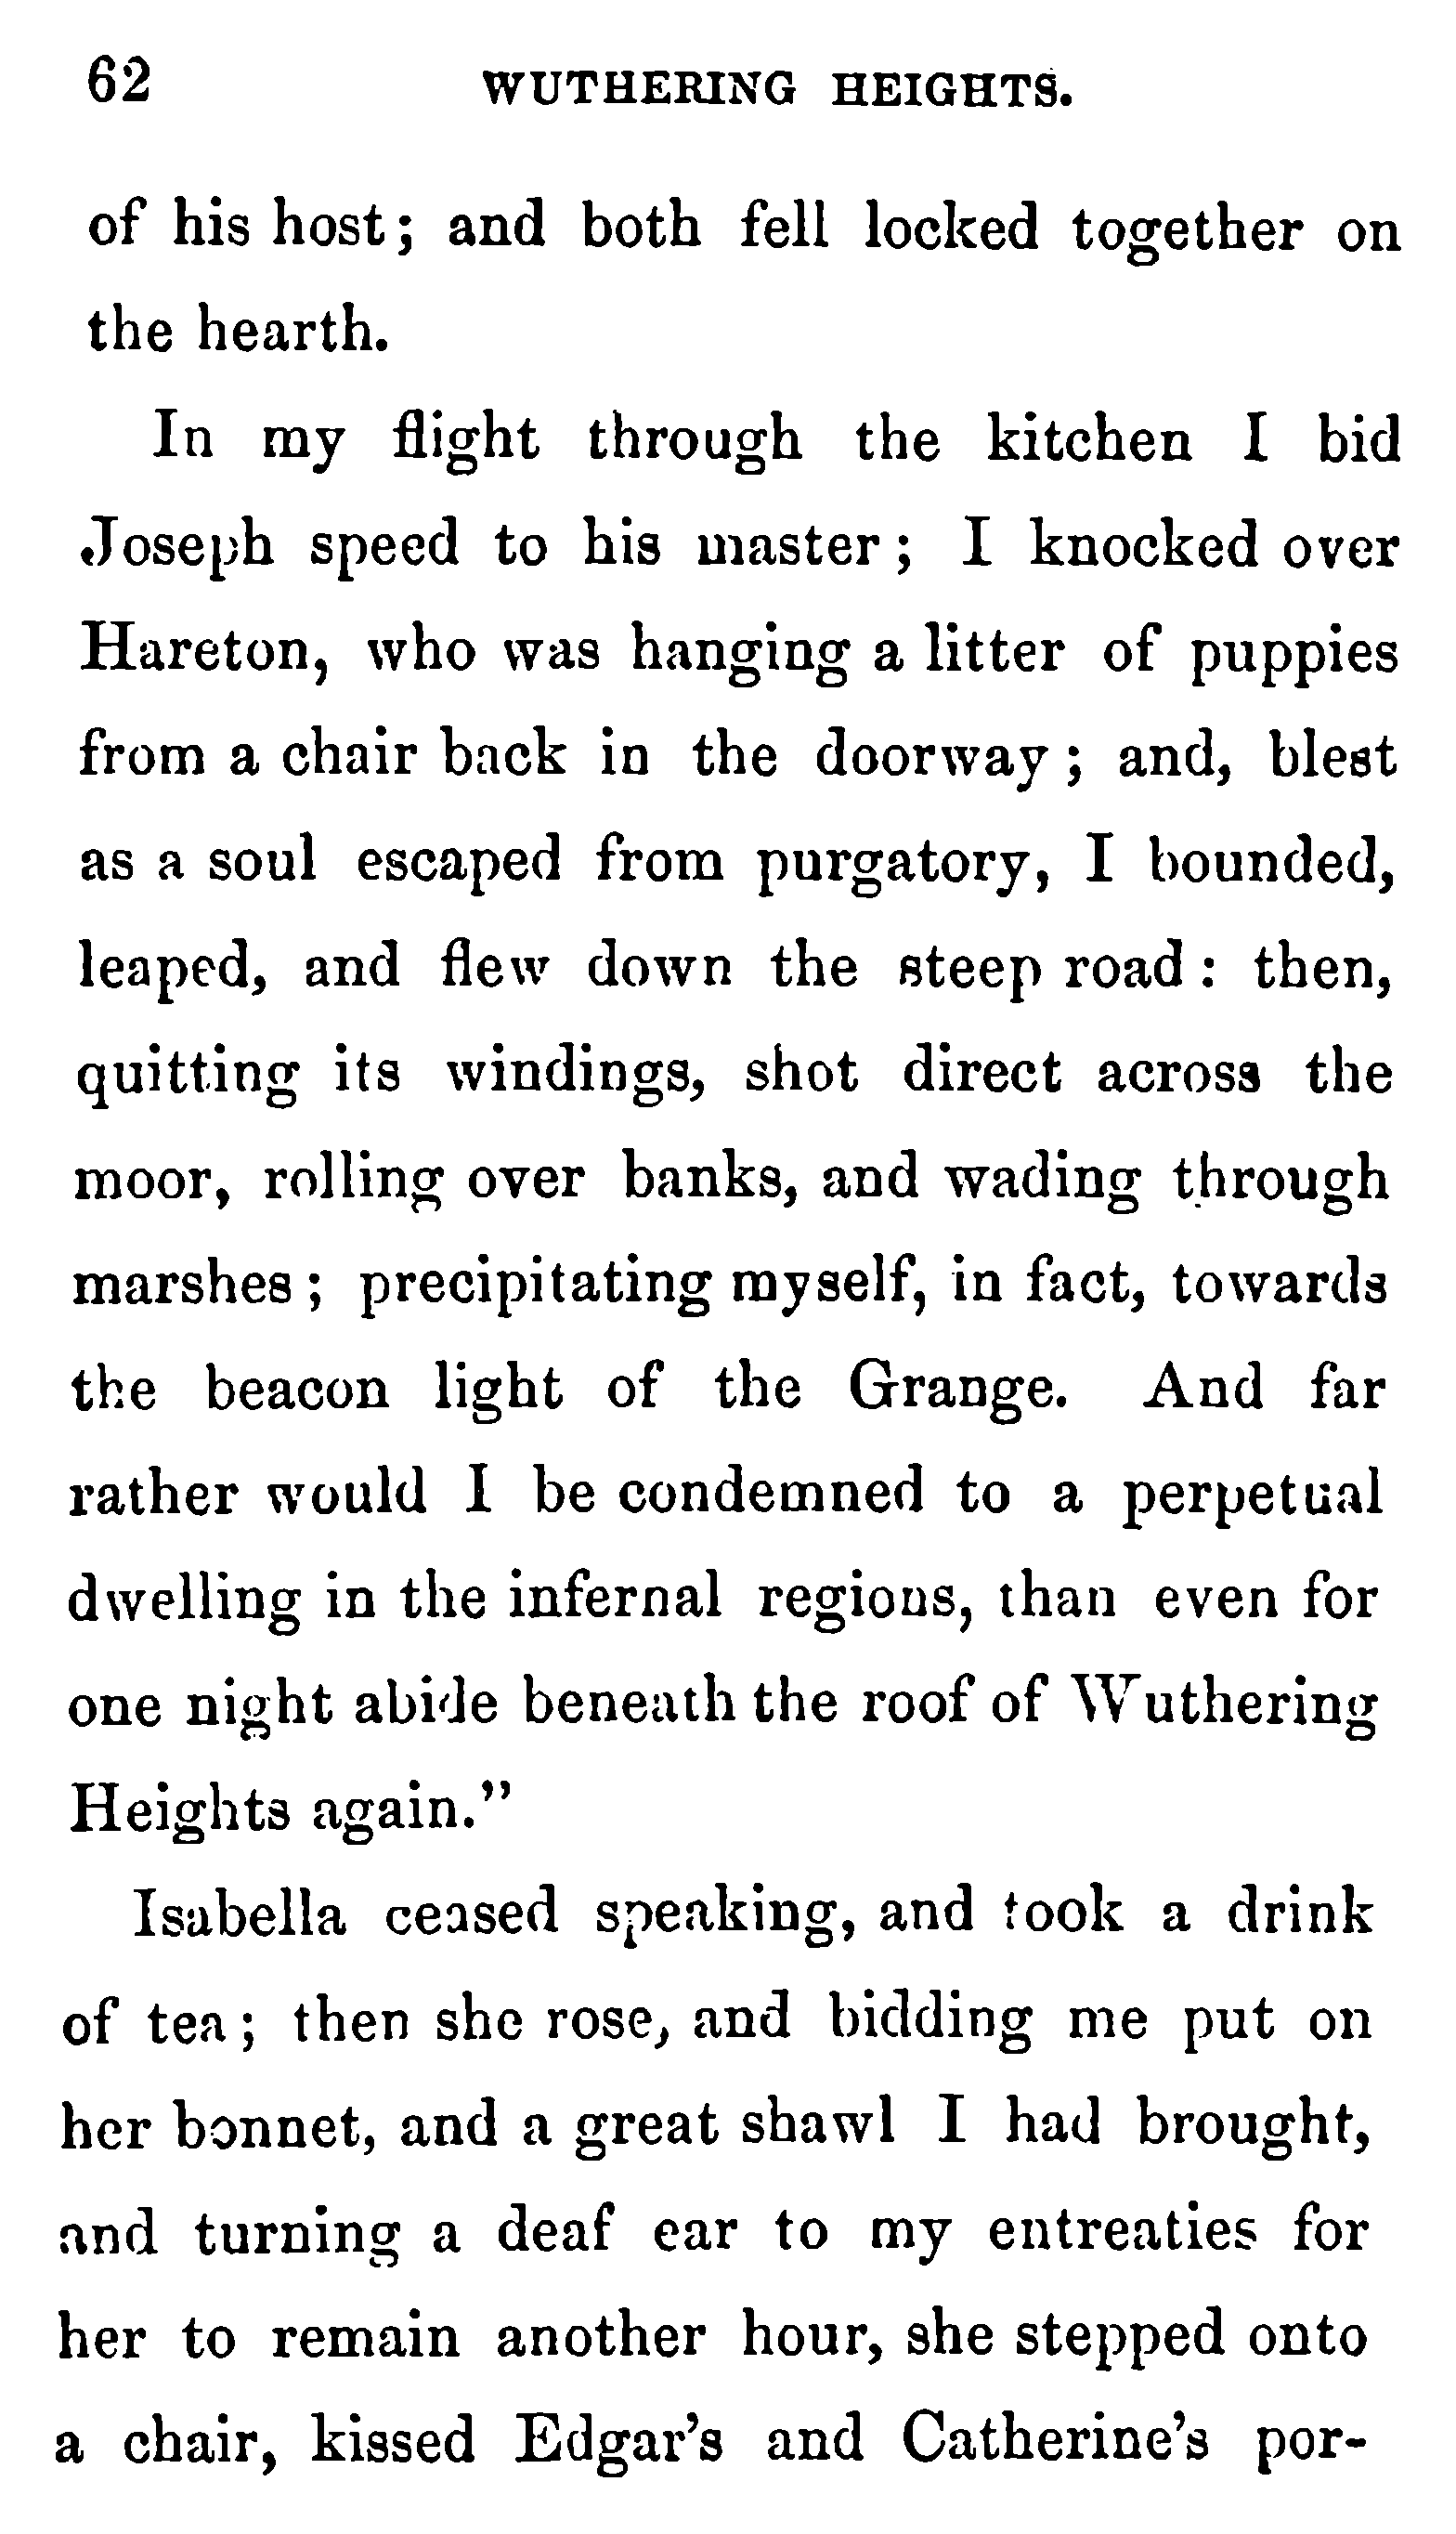 62 WUTHERING HEIGHTS.
of his host; and both fell locked together on
the hearth.
In my flight through the kitchen I bid
Joseph speed to his master; I knocked over
Hareton, who was hanging a litter of puppies
from a chair back in the doorway; and, blest
as a soul escaped from purgatory, I bounded,
leaped, and flew down the steep road: then,
quitting its windings, shot direct across the
moor, rolling over banks, and wading through
marshes; precipitating myself, in fact, towards
the beacon light of the Grange. And far
rather would I be condemned to a perpetual
dwelling in the infernal regions, than even for
one night abide beneath the roof of Wuthering
Heights again."
Isabella ceased speaking, and took a drink
of tea; then she rose, and bidding me put on
her bonnet, and a great shawl I had brought,
and turning a deaf ear to my entreaties for
her to remain another hour, she stepped onto
a chair, kissed Edgar's and Catherine's por-